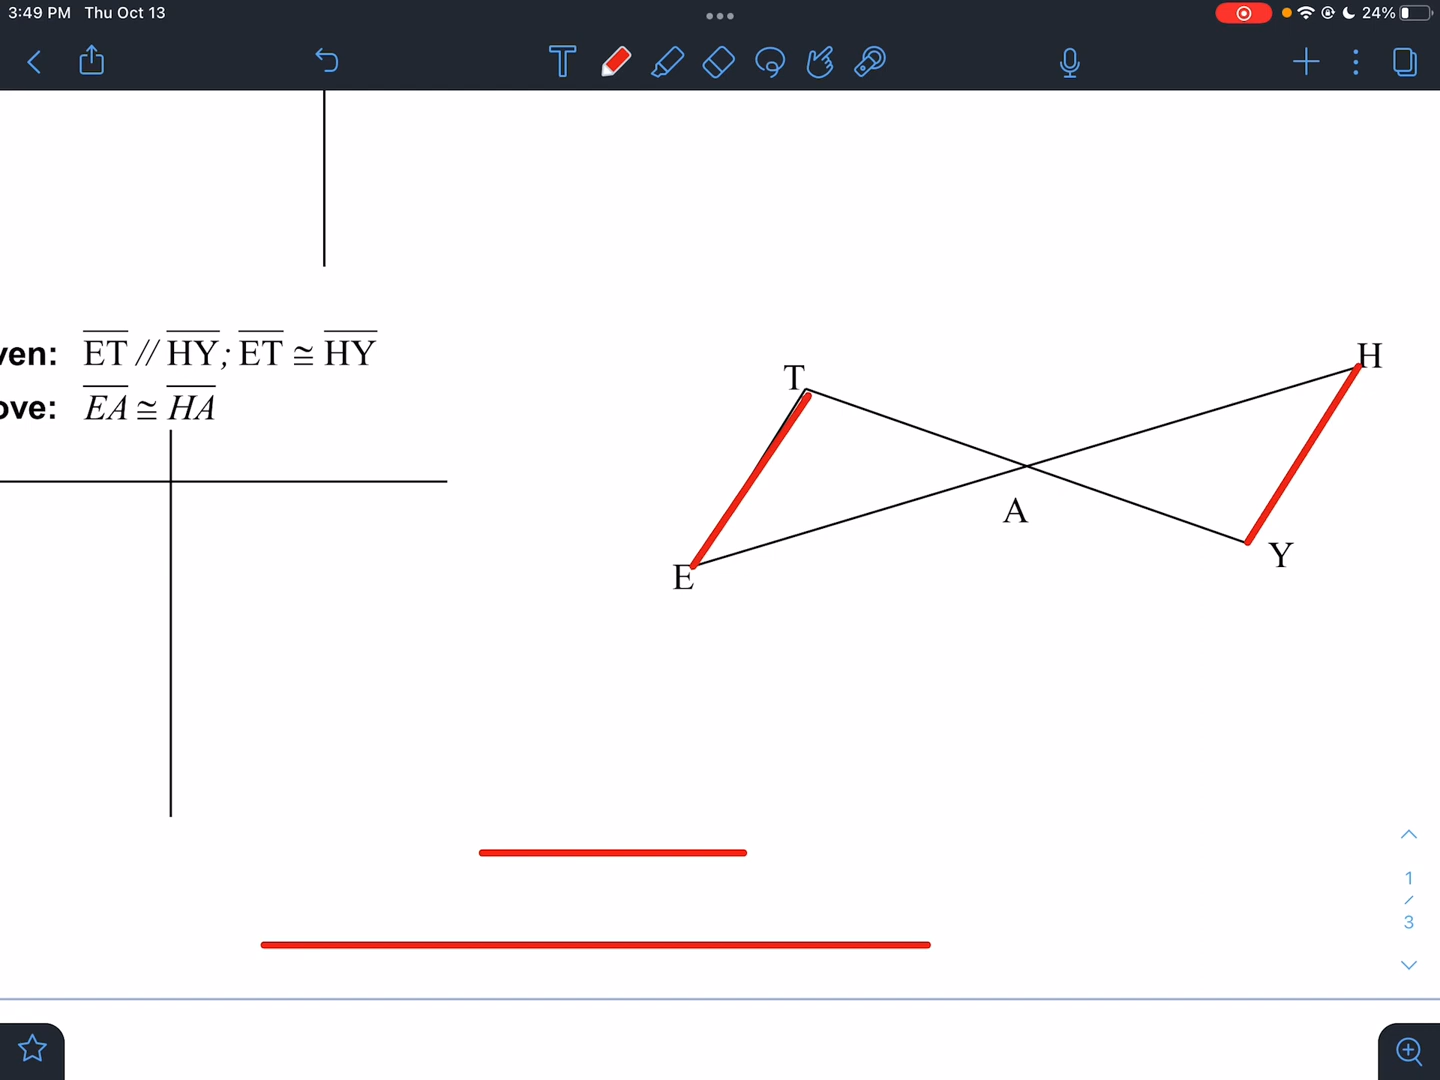 3:49 PM Thu Oct 13
24%
T
ven: ET // HY; ET ≅ HY
ove: EA ≅ HA
T
H
A
E
Y
1
/
3